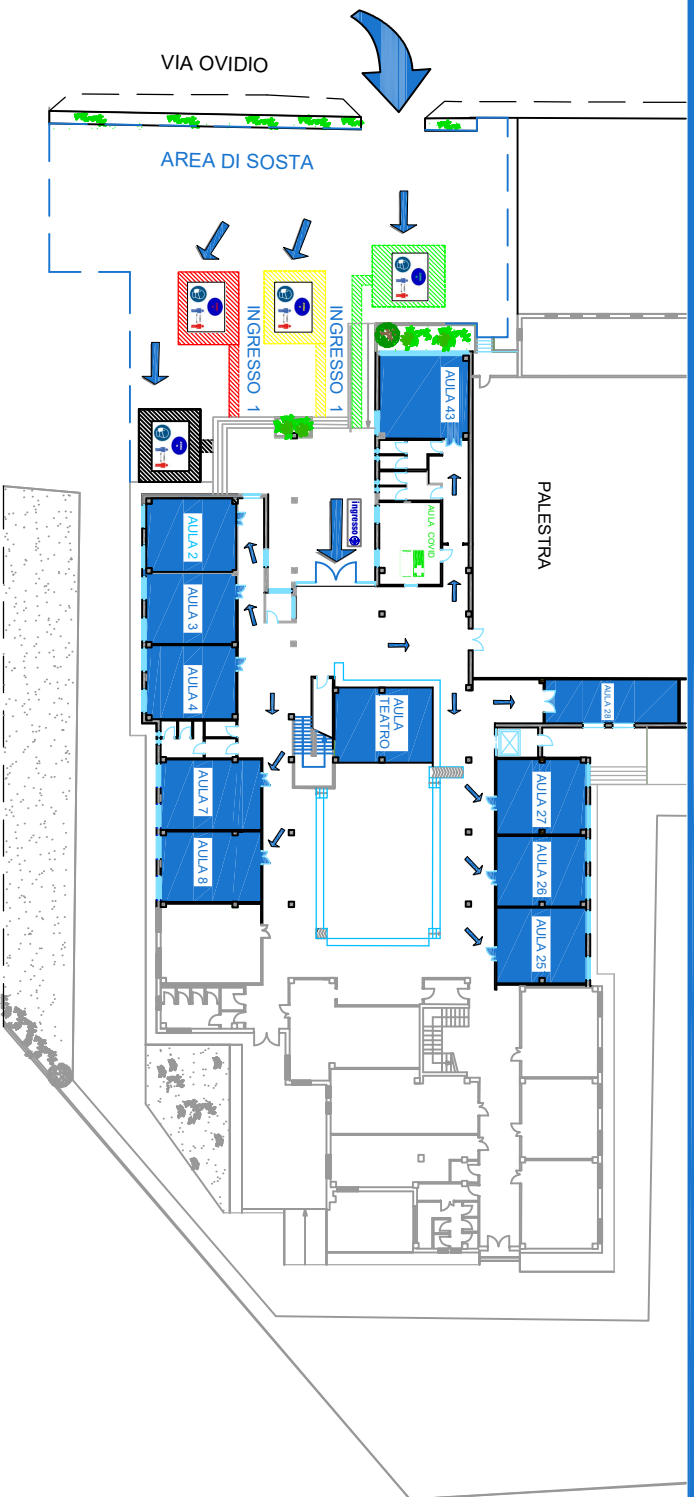 VIA OVIDIO
AREA DI SOSTA
INGRESSO 1
INGRESSO 1
AULA 43
AULA COVID
PALESTRA
ingresso
AULA 2
AULA 3
AULA 4
AULA
TEATRO
AULA 28
AULA 7
AULA 8
AULA 27
AULA 26
AULA 25